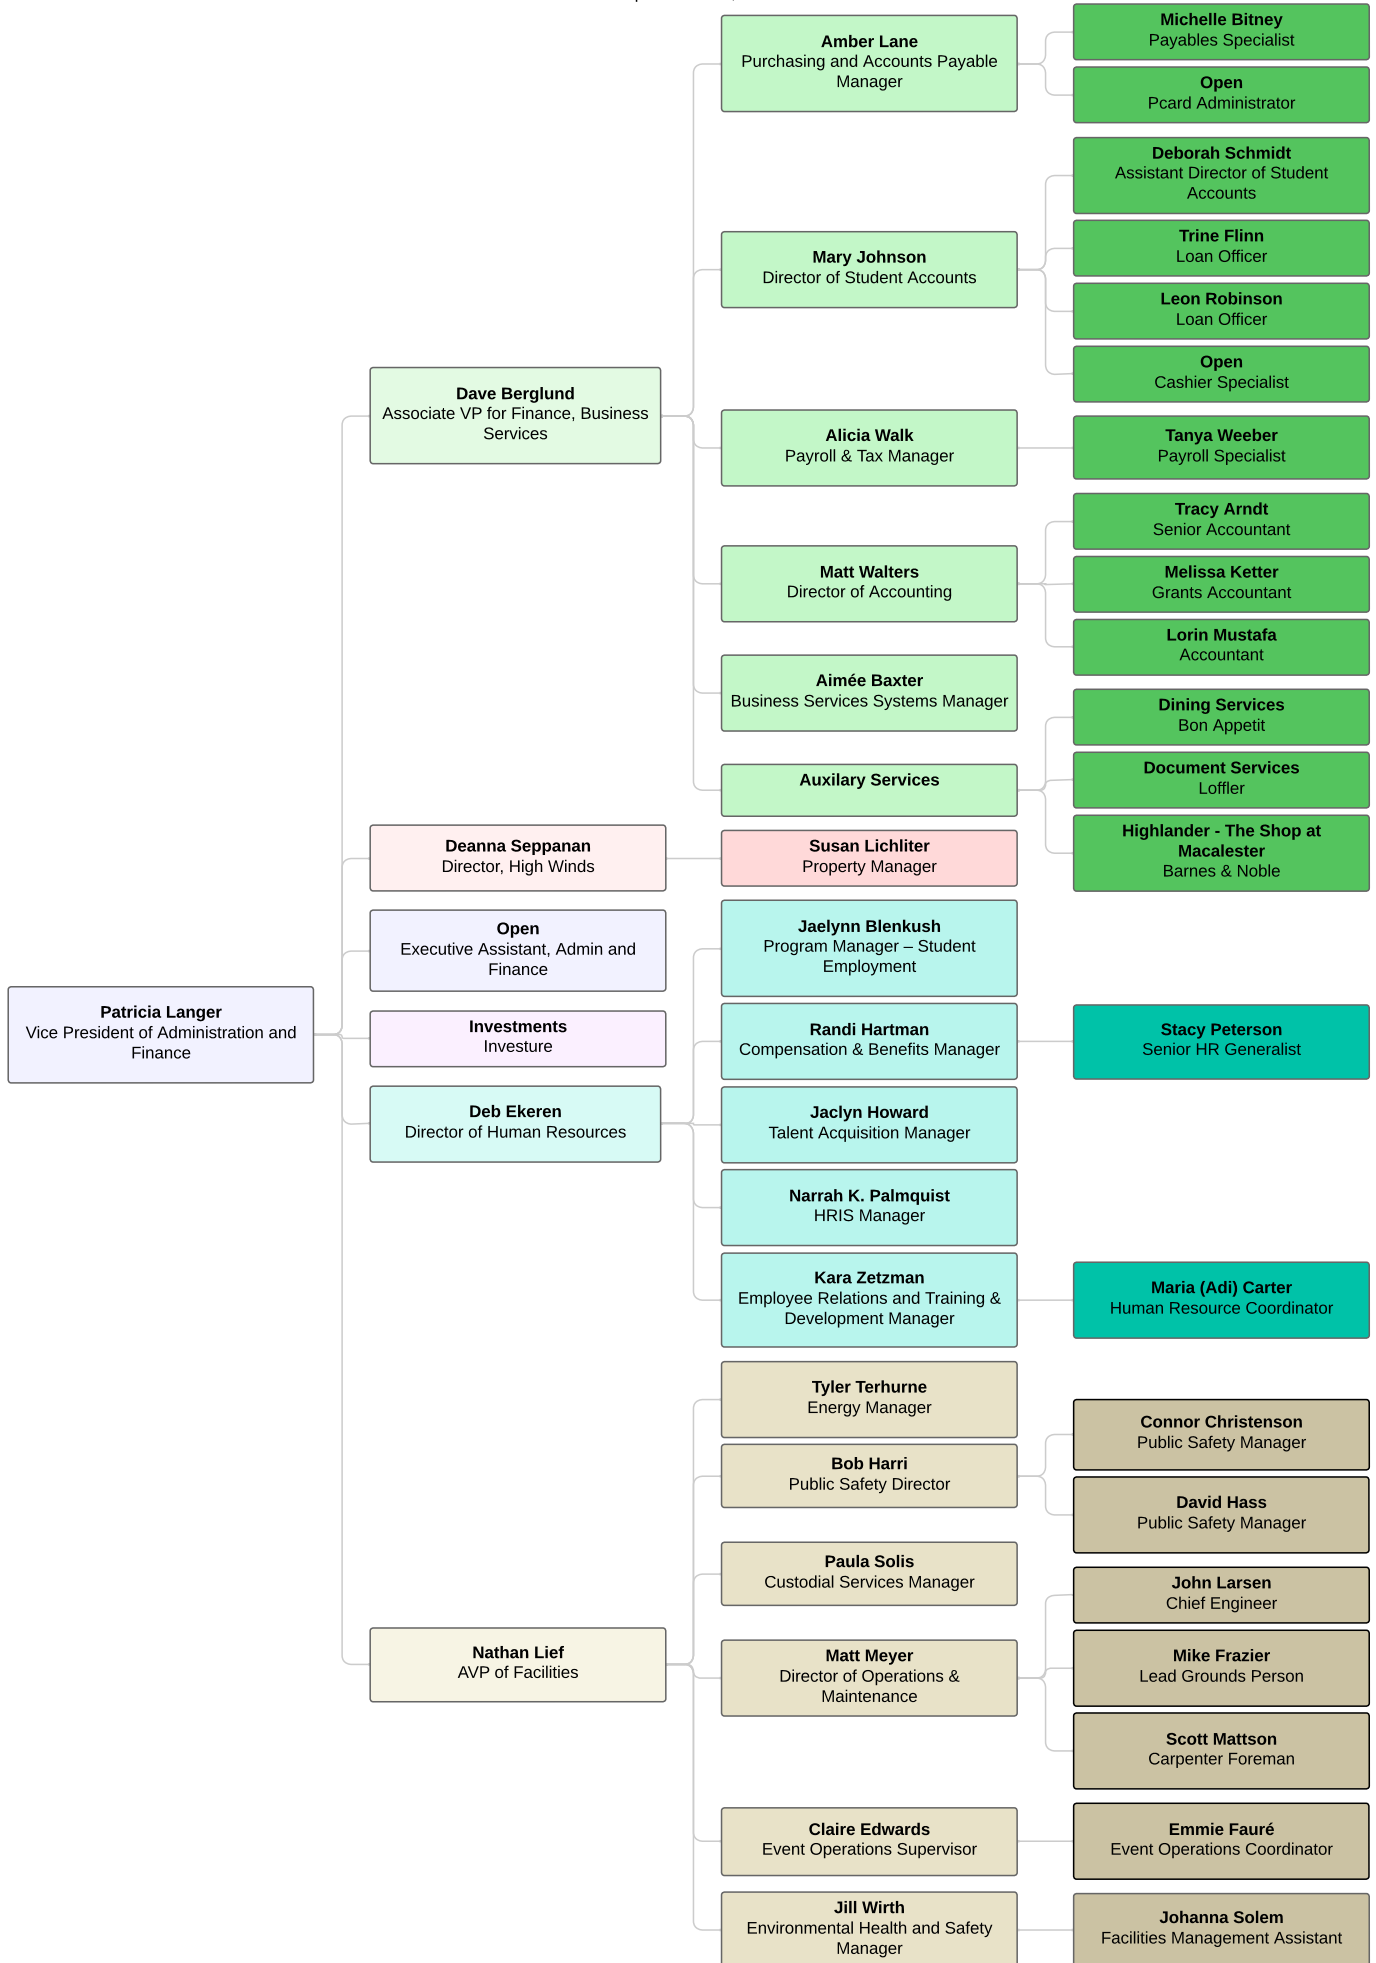 Amber Lane
Purchasing and Accounts Payable
Manager
Michelle Bitney
Payables Specialist
Open
Pcard Administrator
Mary Johnson
Director of Student Accounts
Deborah Schmidt
Assistant Director of Student
Accounts
Trine Flinn
Loan Officer
Leon Robinson
Loan Officer
Open
Cashier Specialist
Dave Berglund
Associate VP for Finance, Business
Services
Alicia Walk
Payroll & Tax Manager
Tanya Weeber
Payroll Specialist
Matt Walters
Director of Accounting
Tracy Arndt
Senior Accountant
Melissa Ketter
Grants Accountant
Lorin Mustafa
Accountant
Aimée Baxter
Business Services Systems Manager
Auxilary Services
Dining Services
Bon Appetit
Document Services
Loffler
Highlander - The Shop at
Macalester
Barnes & Noble
Deanna Seppanan
Director, High Winds
Susan Lichliter
Property Manager
Open
Executive Assistant, Admin and
Finance
Patricia Langer
Vice President of Administration and
Finance
Investments
Investure
Deb Ekeren
Director of Human Resources
Jaelynn Blenkush
Program Manager – Student
Employment
Randi Hartman
Compensation & Benefits Manager
Stacy Peterson
Senior HR Generalist
Jaclyn Howard
Talent Acquisition Manager
Narrah K. Palmquist
HRIS Manager
Kara Zetzman
Employee Relations and Training &
Development Manager
Maria (Adi) Carter
Human Resource Coordinator
Tyler Terhurne
Energy Manager
Bob Harri
Public Safety Director
Connor Christenson
Public Safety Manager
David Hass
Public Safety Manager
Paula Solis
Custodial Services Manager
Nathan Lief
AVP of Facilities
Matt Meyer
Director of Operations &
Maintenance
John Larsen
Chief Engineer
Mike Frazier
Lead Grounds Person
Scott Mattson
Carpenter Foreman
Claire Edwards
Event Operations Supervisor
Emmie Fauré
Event Operations Coordinator
Jill Wirth
Environmental Health and Safety
Manager
Johanna Solem
Facilities Management Assistant